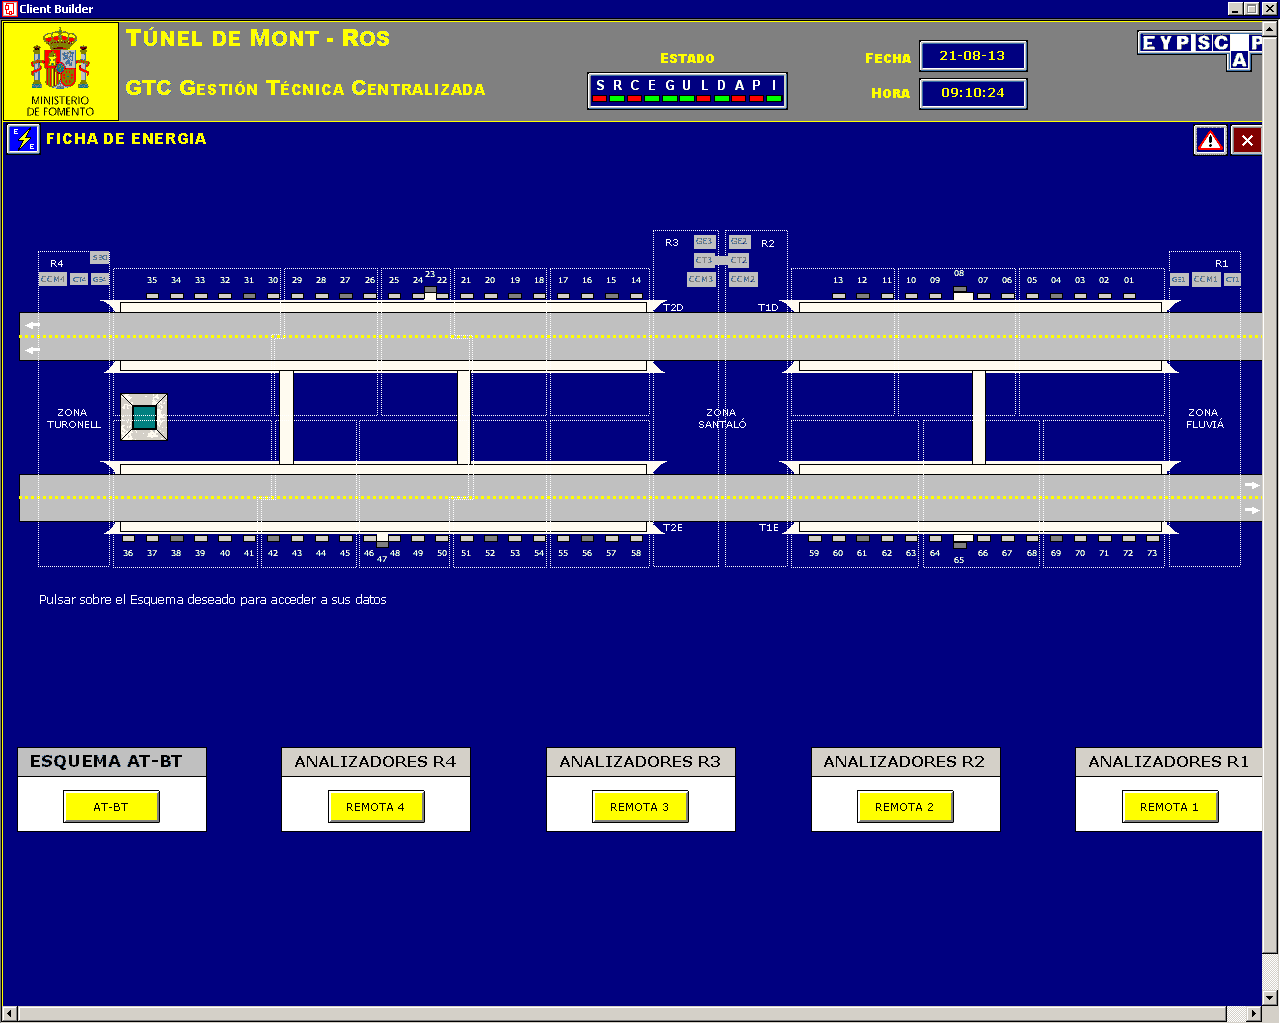 Client Builder
TÚNEL DE MONT - ROS
GTC GESTIÓN TÉCNICA CENTRALIZADA
MINISTERIO
DE FOMENTO
ESTADO
S R C E G U L D A P I
FECHA
21-08-13
HORA
09:10:24
E Y P S C P
A
E
E
FICHA DE ENERGIA
R4
S30
CCM4 CT4 GE4
R3 GE3 GE2 R2
CT3 CT2
CCM3 CCM2
R1
GE1 CCM1 CT1
35 34 33 32 31 30 29 28 27 26 25 24 23 22 21 20 19 18 17 16 15 14
13 12 11 10 09 08 07 06 05 04 03 02 01
T2D T1D
ZONA
TURONELL
ZONA
SANTALÓ
ZONA
FLUVIÁ
T2E T1E
36 37 38 39 40 41 42 43 44 45 46 47 48 49 50 51 52 53 54 55 56 57 58
59 60 61 62 63 64 65 66 67 68 69 70 71 72 73
Pulsar sobre el Esquema deseado para acceder a sus datos
ESQUEMA AT-BT
AT-BT
ANALIZADORES R4
REMOTA 4
ANALIZADORES R3
REMOTA 3
ANALIZADORES R2
REMOTA 2
ANALIZADORES R1
REMOTA 1